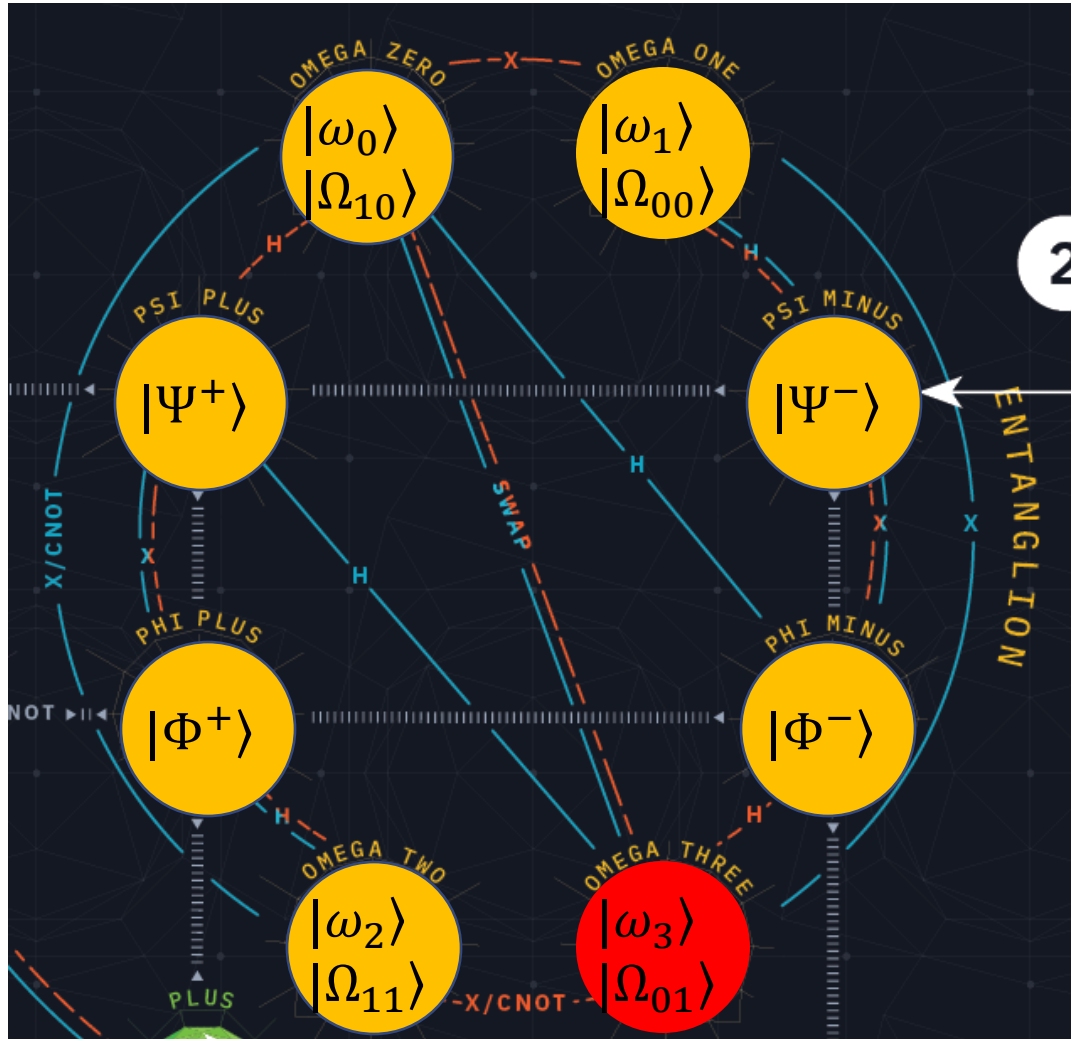 OMEGA ZERO
X
OMEGA ONE
|ω₀⟩
|Ω₁₀⟩
|ω₁⟩
|Ω₀₀⟩
H
H
2
PSI PLUS
PSI MINUS
|Ψ⁺⟩
|Ψ⁻⟩
ENTANGLION
H
SWAP
X/CNOT
X
X
X
H
PHI PLUS
PHI MINUS
NOT
|Φ⁺⟩
|Φ⁻⟩
H
H
OMEGA TWO
OMEGA THREE
|ω₂⟩
|Ω₁₁⟩
|ω₃⟩
|Ω₀₁⟩
X/CNOT
PLUS